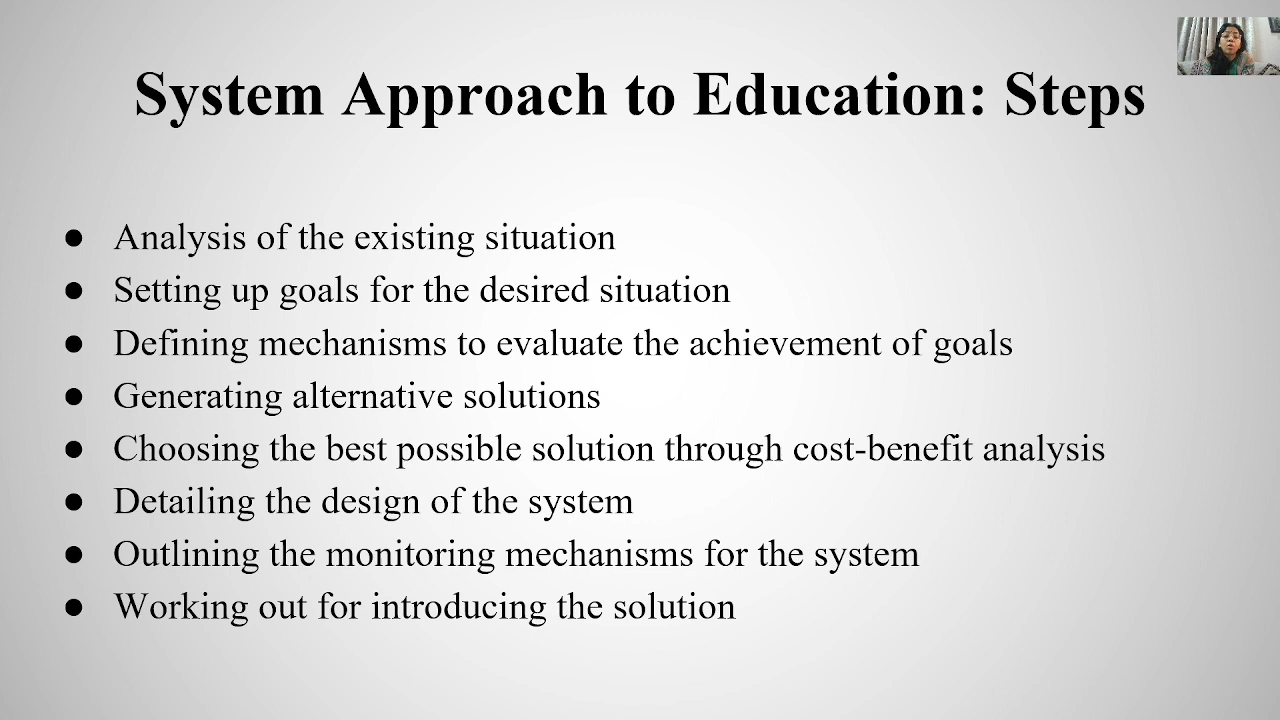 System Approach to Education: Steps
● Analysis of the existing situation
● Setting up goals for the desired situation
● Defining mechanisms to evaluate the achievement of goals
● Generating alternative solutions
● Choosing the best possible solution through cost-benefit analysis
● Detailing the design of the system
● Outlining the monitoring mechanisms for the system
● Working out for introducing the solution